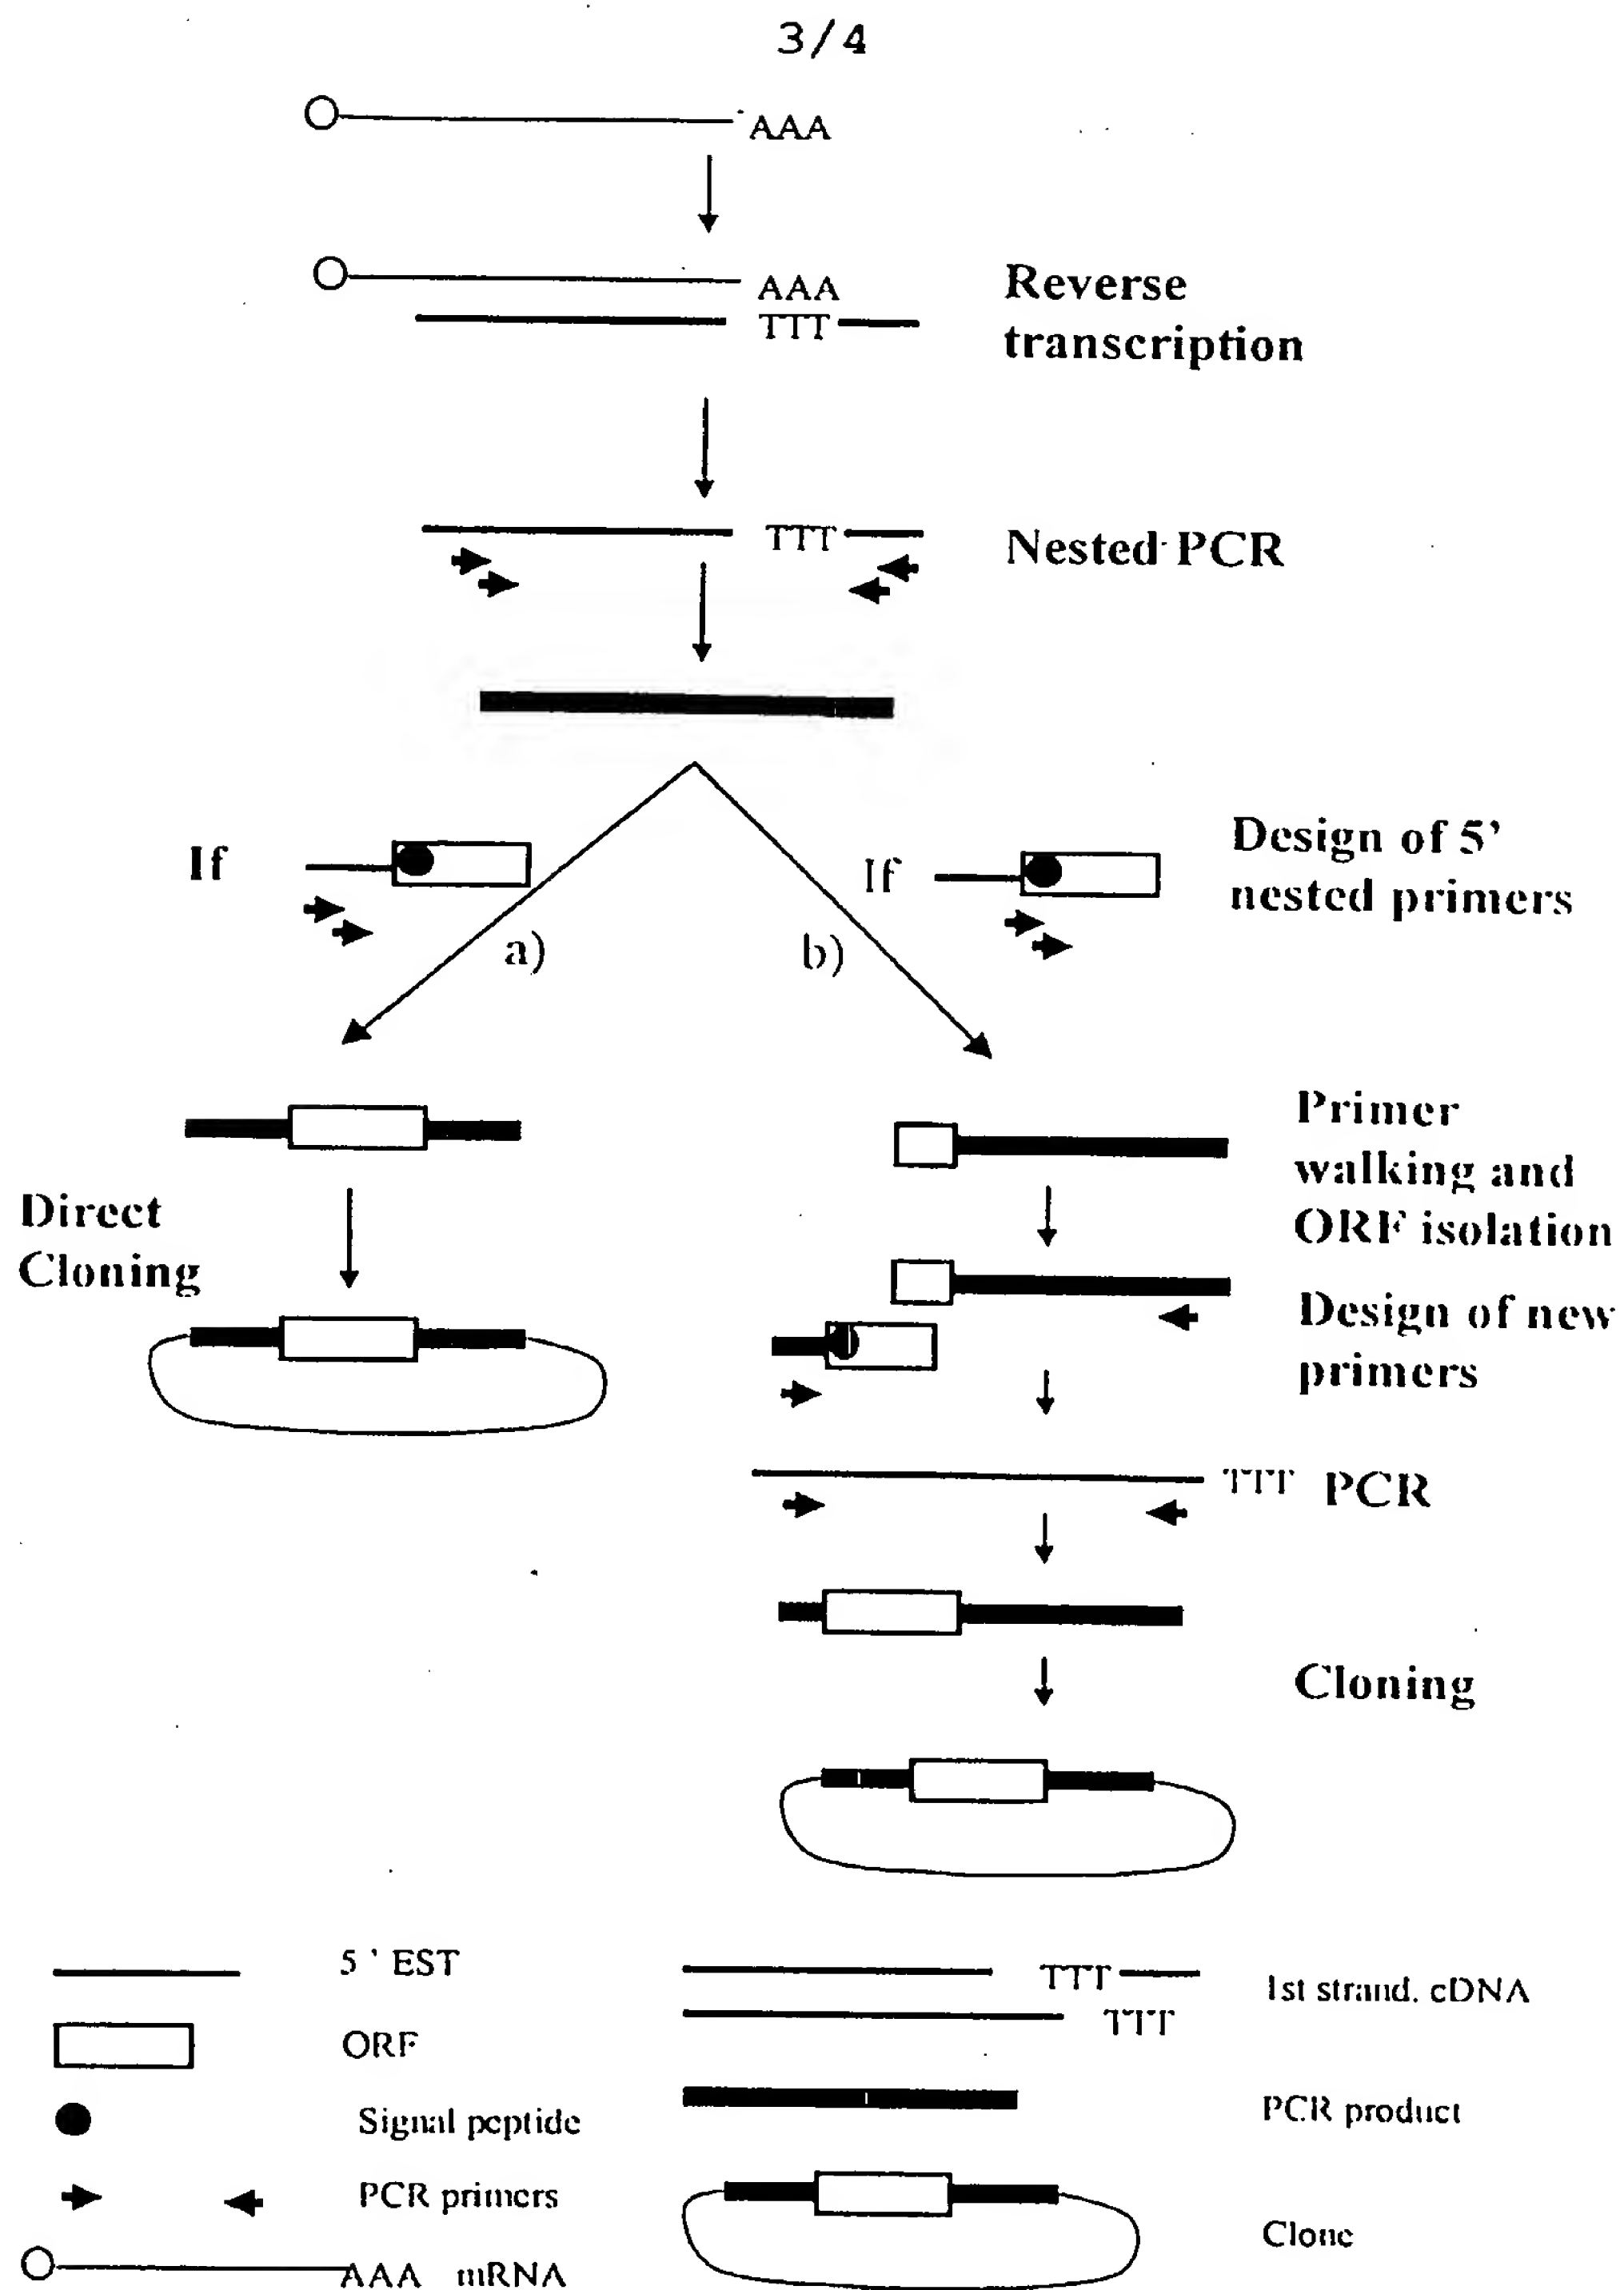 3/4
AAA
AAA
TTT
Reverse
transcription
TTT
Nested PCR
If
If
Design of 5'
nested primers
a)
b)
Primer
walking and
ORF isolation
Direct
Cloning
Design of new
primers
TTT PCR
Cloning
5 ' EST
TTT
1st strand. cDNA
TTT
ORF
Signal peptide
PCR product
PCR primers
Clone
AAA mRNA